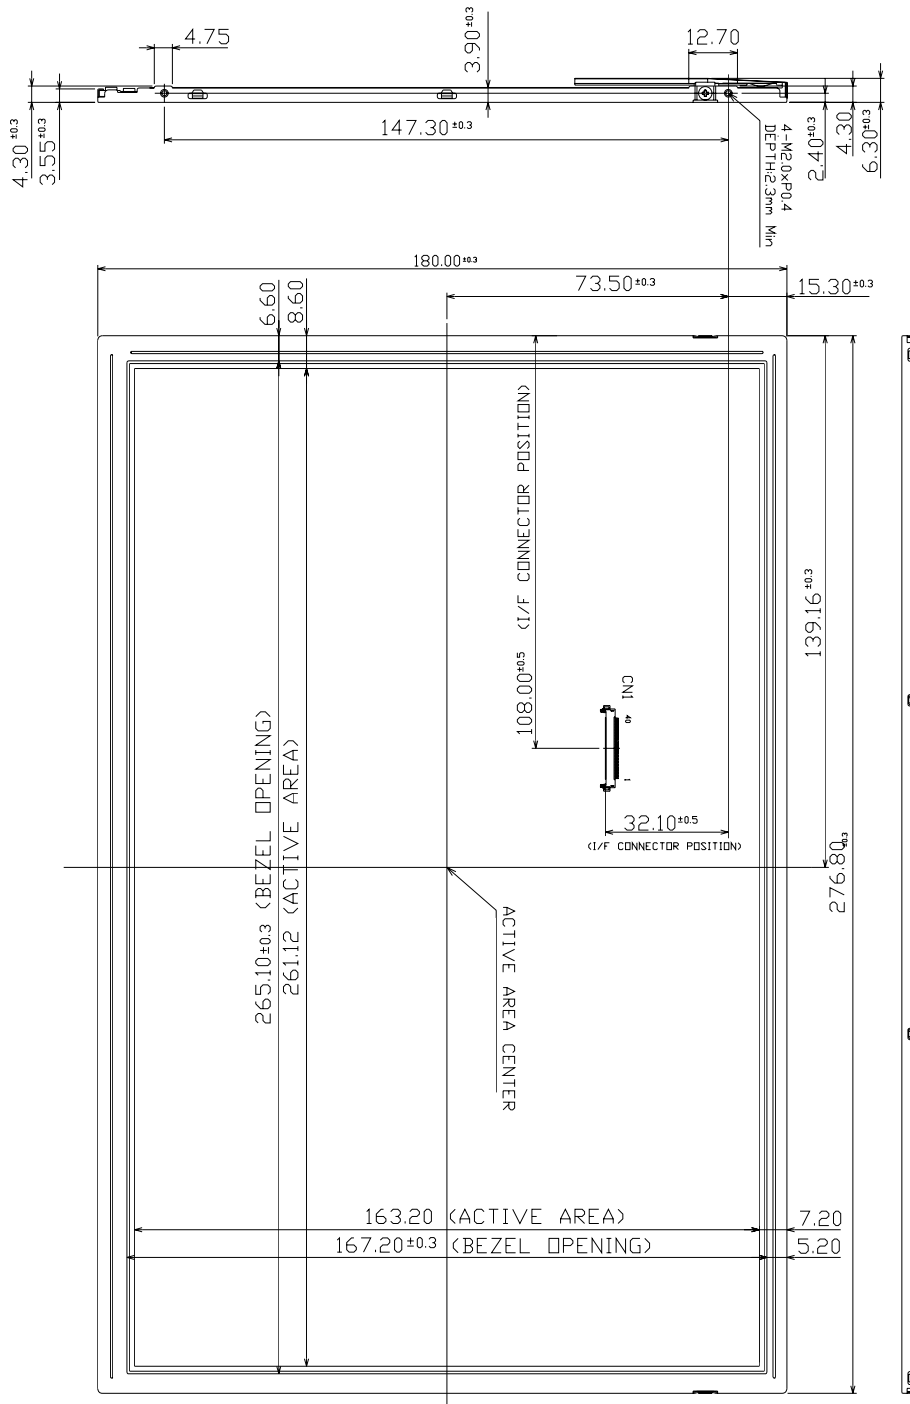 4.75
3.90±0.3
12.70
147.30±0.3
4.30±0.3
3.55±0.3
4-M2.0xP0.4
DEPTH:2.3mm Min
2.40±0.3
4.30
6.30±0.3
180.00±0.3
73.50±0.3
15.30±0.3
6.60
8.60
108.00±0.5 (I/F CONNECTOR POSITION)
139.16±0.3
CN1
40
1
32.10±0.5
(I/F CONNECTOR POSITION)
276.80±0.3
265.10±0.3 (BEZEL OPENING)
261.12 (ACTIVE AREA)
ACTIVE AREA CENTER
163.20 (ACTIVE AREA)
7.20
167.20±0.3 (BEZEL OPENING)
5.20